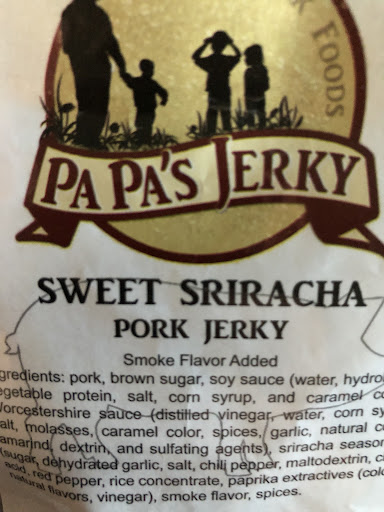 FOODS
PAPA'S JERKY
SWEET SRIRACHA
PORK JERKY
Smoke Flavor Added
gredients: pork, brown sugar, soy sauce (water, hydro
egetable protein, salt, corn syrup, and caramel co
Vorcestershire sauce (distilled vinegar, water, corn sy
alt, molasses, caramel color, spices, garlic, natural
amarind, dextrin, and sulfating agents), sriracha season
(sugar, dehydrated garlic, salt, chili pepper, maltodextrin,
acid, red pepper, rice concentrate, paprika extractives (colo
natural flavors, vinegar), smoke flavor, spices.